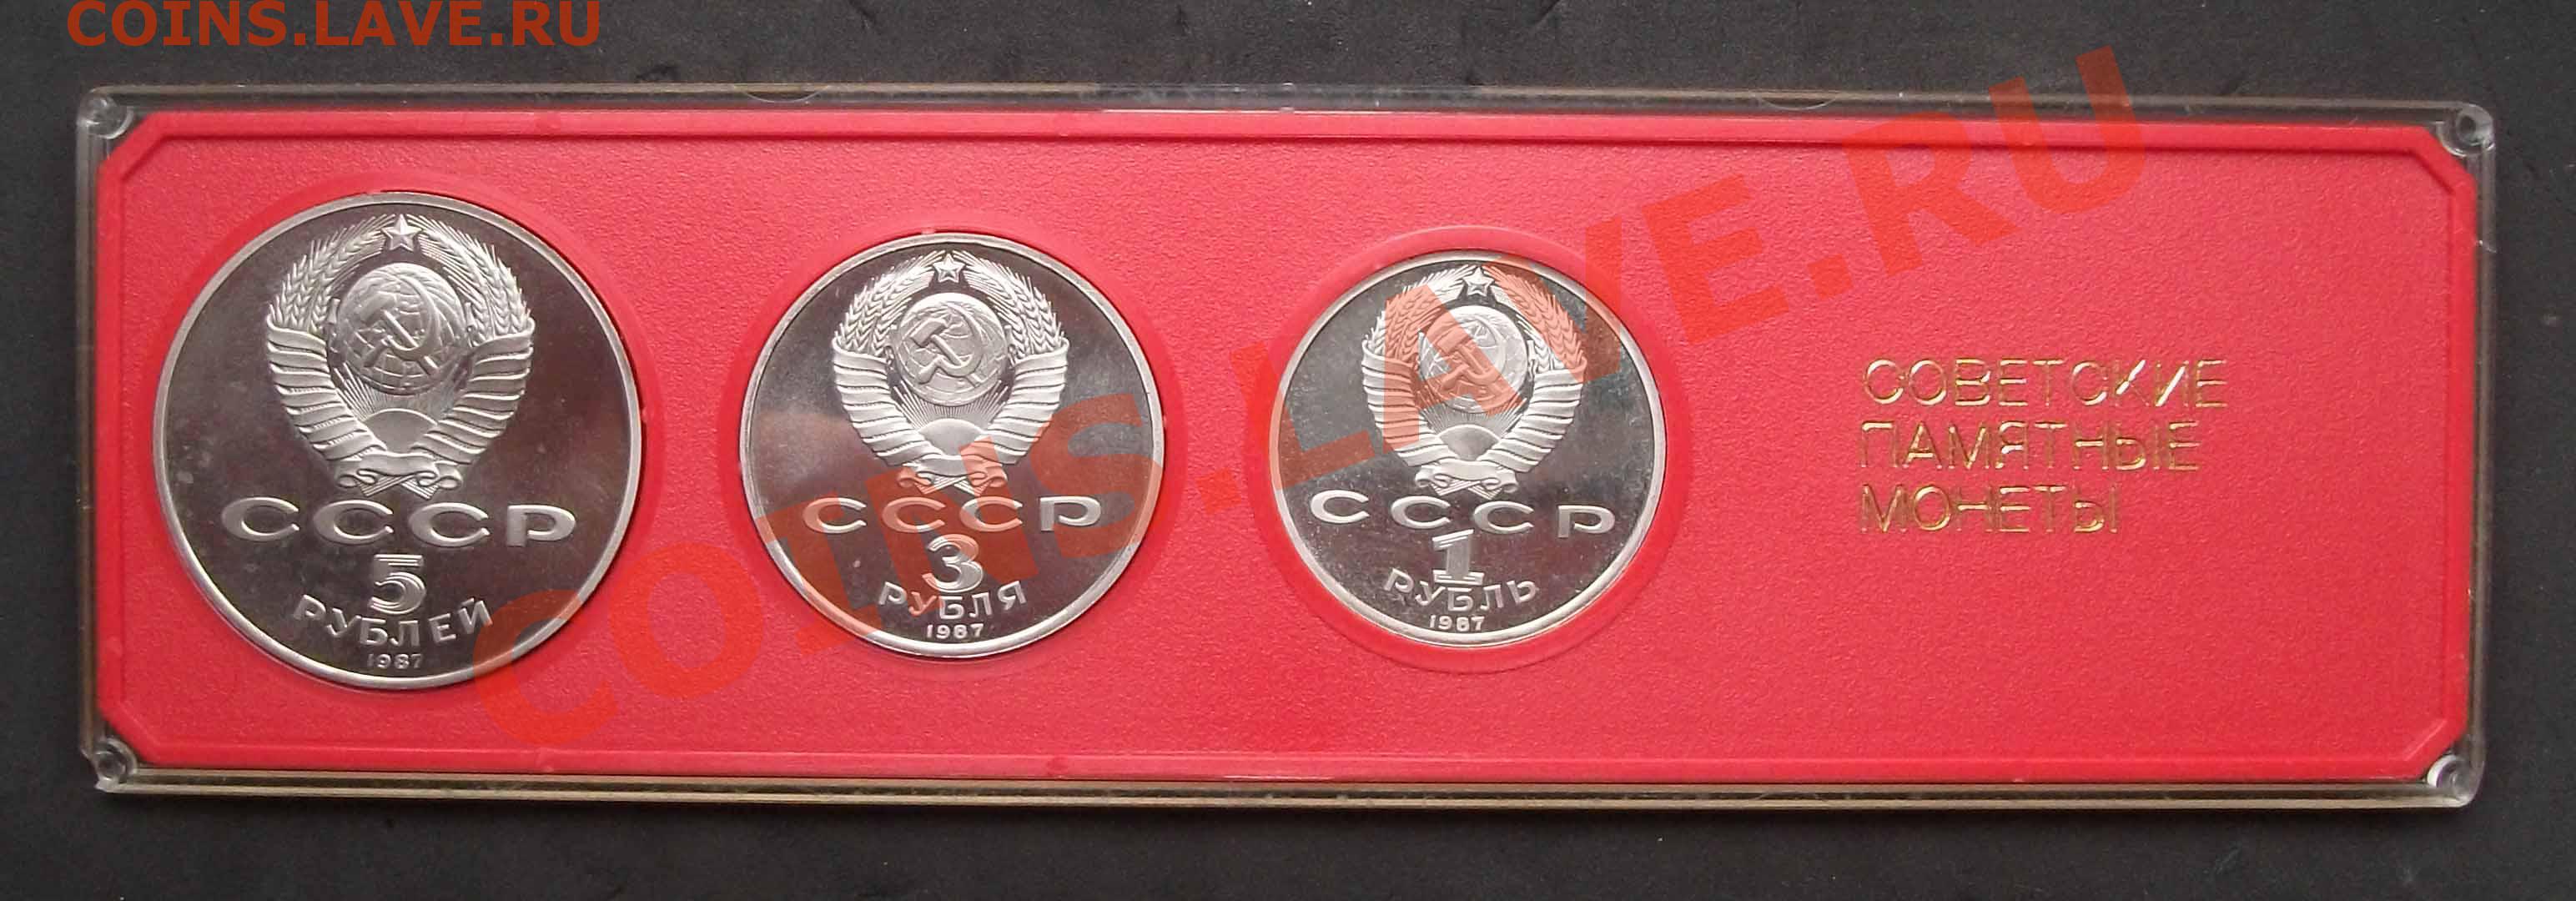 COINS.LAVE.RU
COINS.LAVE.RU
СССР
5
РУБЛЕЙ
1987
СССР
3
РУБЛЯ
1987
СССР
1
РУБЛЬ
1987
СОВЕТСКИЕ
ПАМЯТНЫЕ
МОНЕТЫ